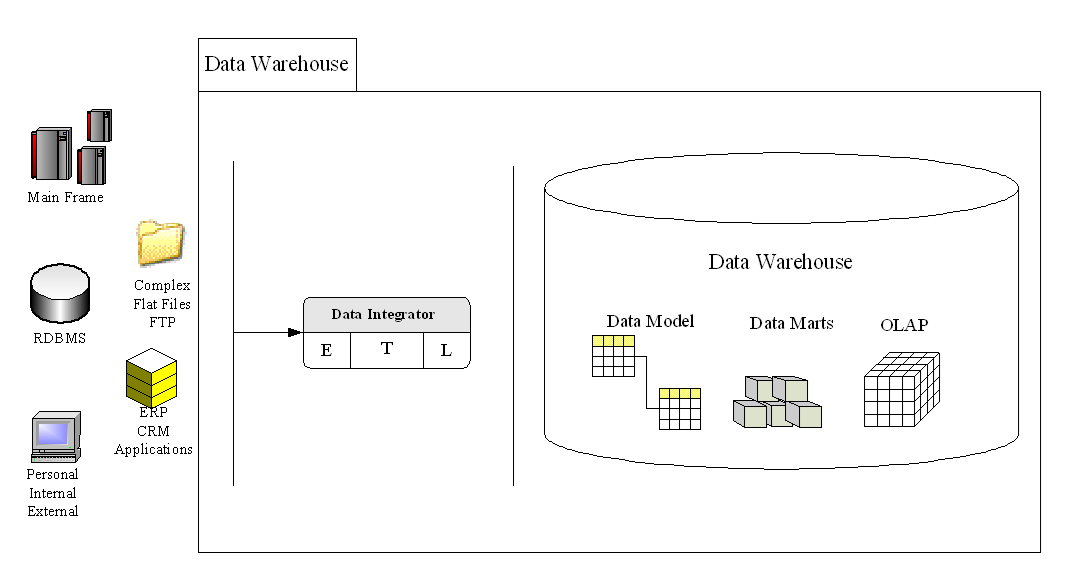 Data Warehouse
Main Frame
Complex
Flat Files
FTP
RDBMS
ERP
CRM
Applications
Personal
Internal
External
Data Integrator
E
T
L
Data Warehouse
Data Model
Data Marts
OLAP